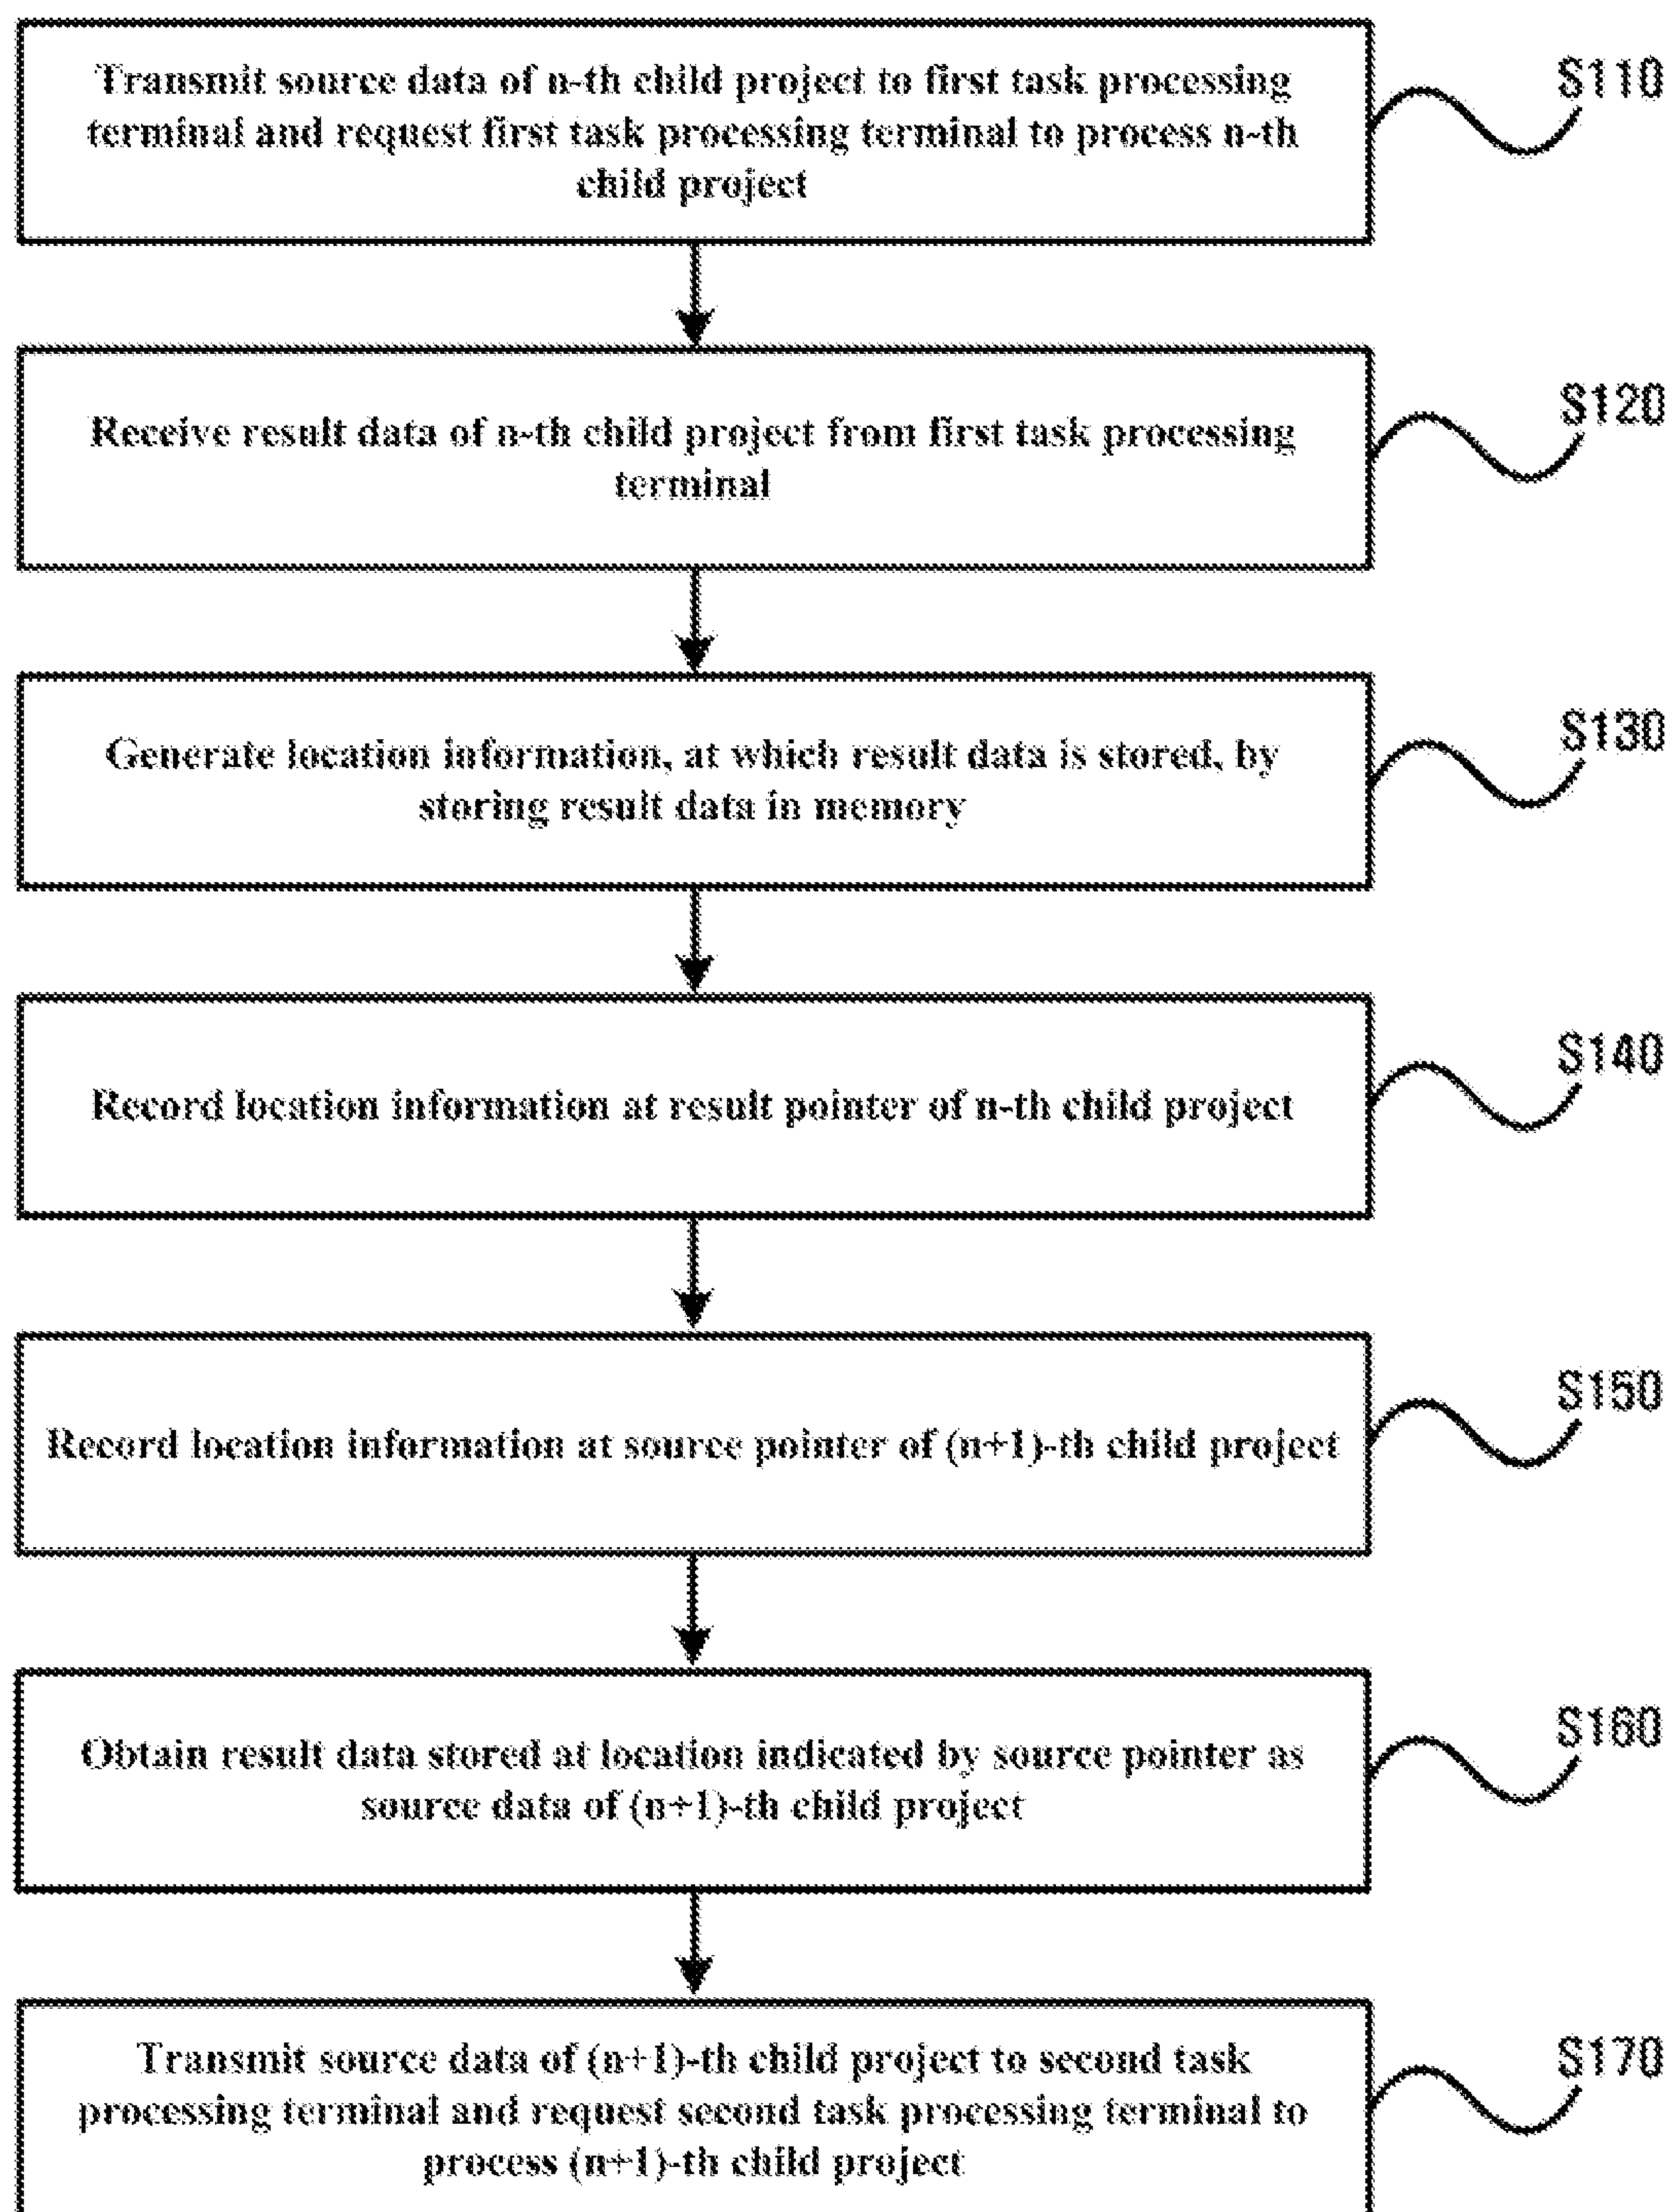 Transmit source data of n-th child project to first task processing
terminal and request first task processing terminal to process n-th
child project
S110
Receive result data of n-th child project from first task processing
terminal
S120
Generate location information, at which result data is stored, by
storing result data in memory
S130
Record location information at result pointer of n-th child project
S140
Record location information at source pointer of (n+1)-th child project
S150
Obtain result data stored at location indicated by source pointer as
source data of (n+1)-th child project
S160
Transmit source data of (n+1)-th child project to second task
processing terminal and request second task processing terminal to
process (n+1)-th child project
S170